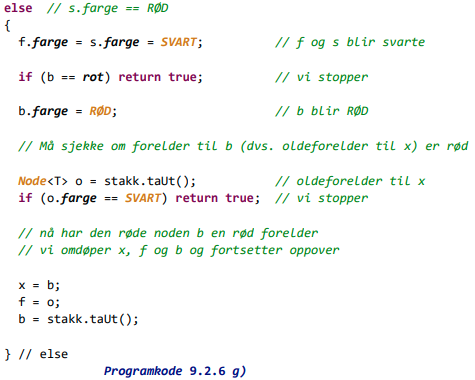 else // s.farge == RØD
{
f.farge = s.farge = SVART; // f og s blir svarte
if (b == rot) return true; // vi stopper
b.farge = RØD; // b blir RØD
// Må sjekke om forelder til b (dvs. oldeforelder til x) er rød
Node<T> o = stakk.taUt(); // oldeforelder til x
if (o.farge == SVART) return true; // vi stopper
// nå har den røde noden b en rød forelder
// vi omdøper x, f og b og fortsetter oppover
x = b;
f = o;
b = stakk.taUt();
} // else
Programkode 9.2.6 g)